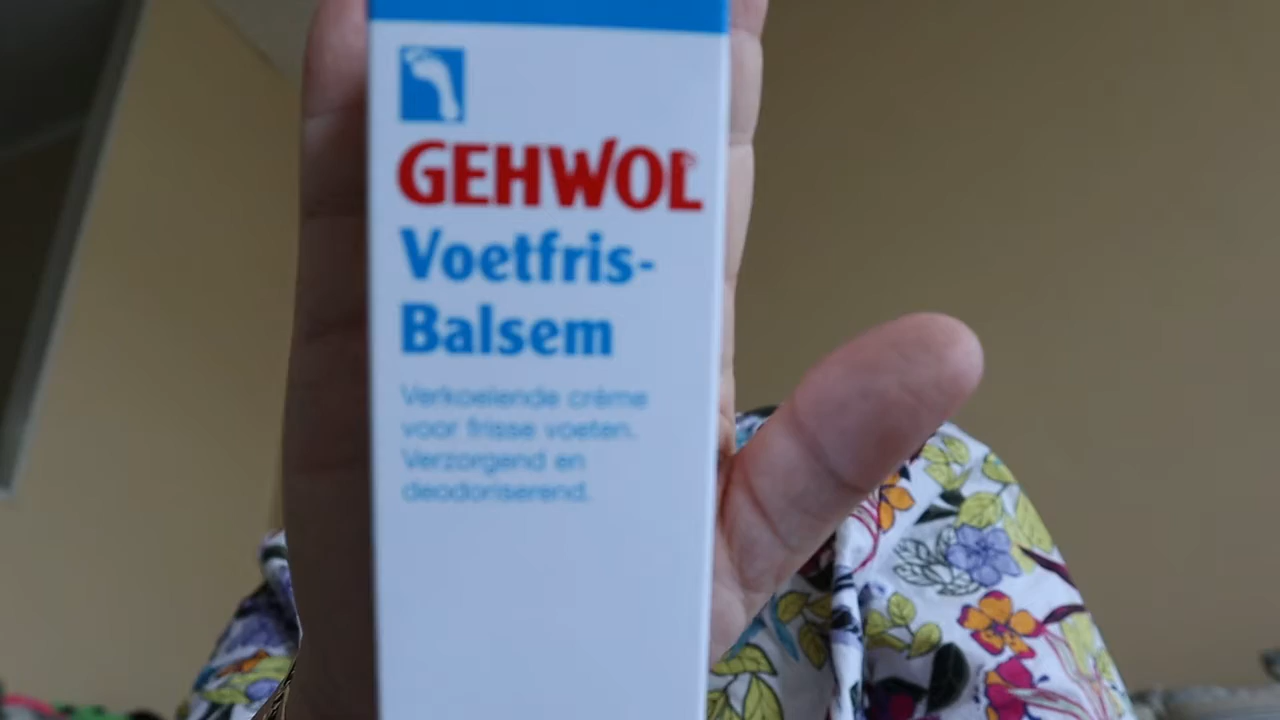 GEHWOL®
Voetfris-
Balsem
Verkoelende crème
voor frisse voeten.
Verzorgend en
deodoriserend.